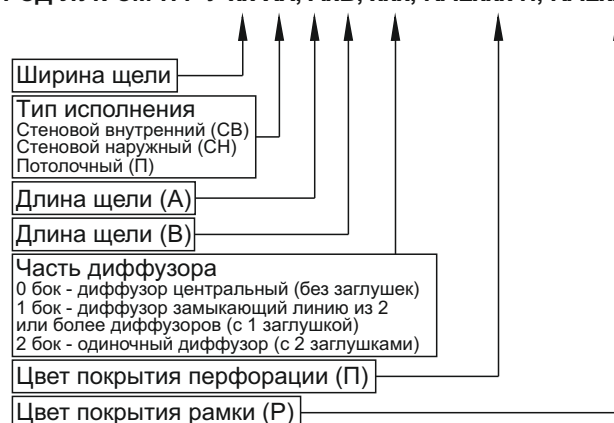 Ширина щели
Тип исполнения
Стеновой внутренний (СВ)
Стеновой наружный (СН)
Потолочный (П)
Длина щели (А)
Длина щели (В)
Часть диффузора
0 бок - диффузор центральный (без заглушек)
1 бок - диффузор замыкающий линию из 2
или более диффузоров (с 1 заглушкой)
2 бок - одиночный диффузор (с 2 заглушками)
Цвет покрытия перфорации (П)
Цвет покрытия рамки (Р)